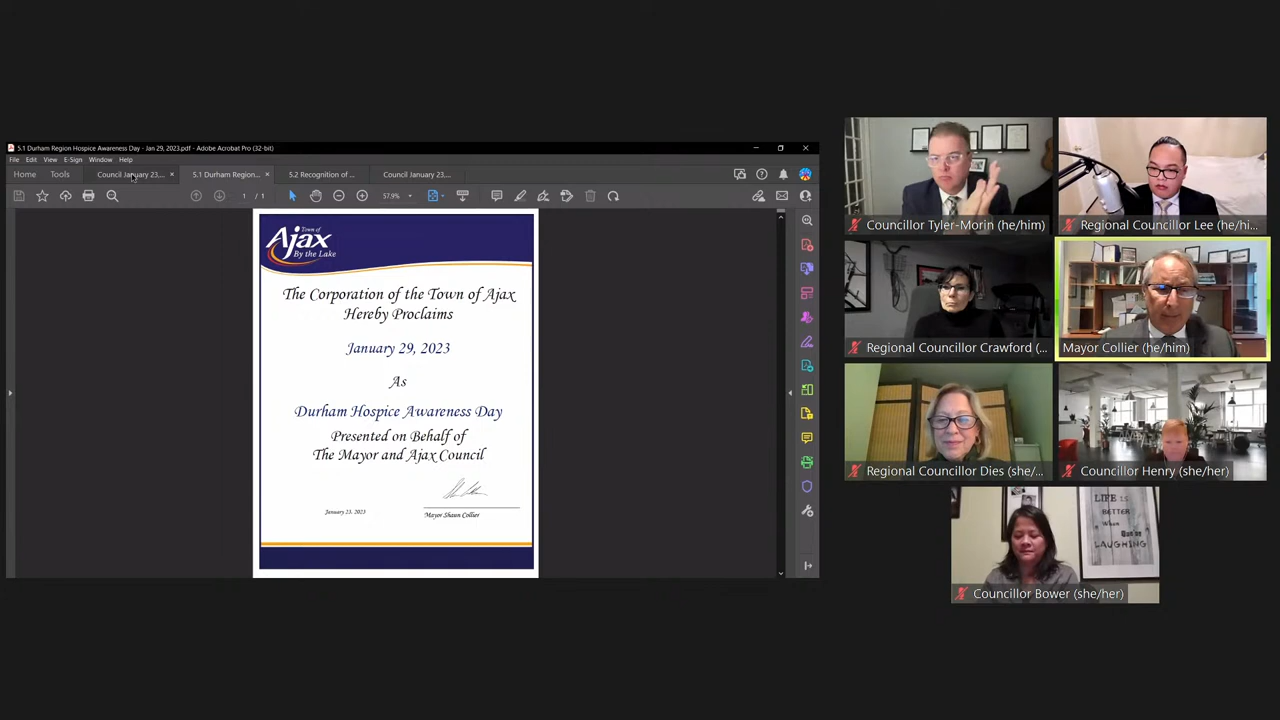 5.1 Durham Region Hospice Awareness Day - Jan 29, 2023.pdf - Adobe Acrobat Pro (32-bit)
File Edit View E-Sign Window Help
Home Tools Council January 23,... × 5.1 Durham Region... × 5.2 Recognition of ... Council January 23,...
1 / 1 57.9%
Town of
Ajax
By the Lake
The Corporation of the Town of Ajax
Hereby Proclaims
January 29, 2023
As
Durham Hospice Awareness Day
Presented on Behalf of
The Mayor and Ajax Council
January 23, 2023
Mayor Shaun Collier
Councillor Tyler-Morin (he/him)
Regional Councillor Lee (he/hi...
Regional Councillor Crawford (...
Mayor Collier (he/him)
Regional Councillor Dies (she/...
Councillor Henry (she/her)
LIFE IS
BETTER
When
LAUGHING
Councillor Bower (she/her)